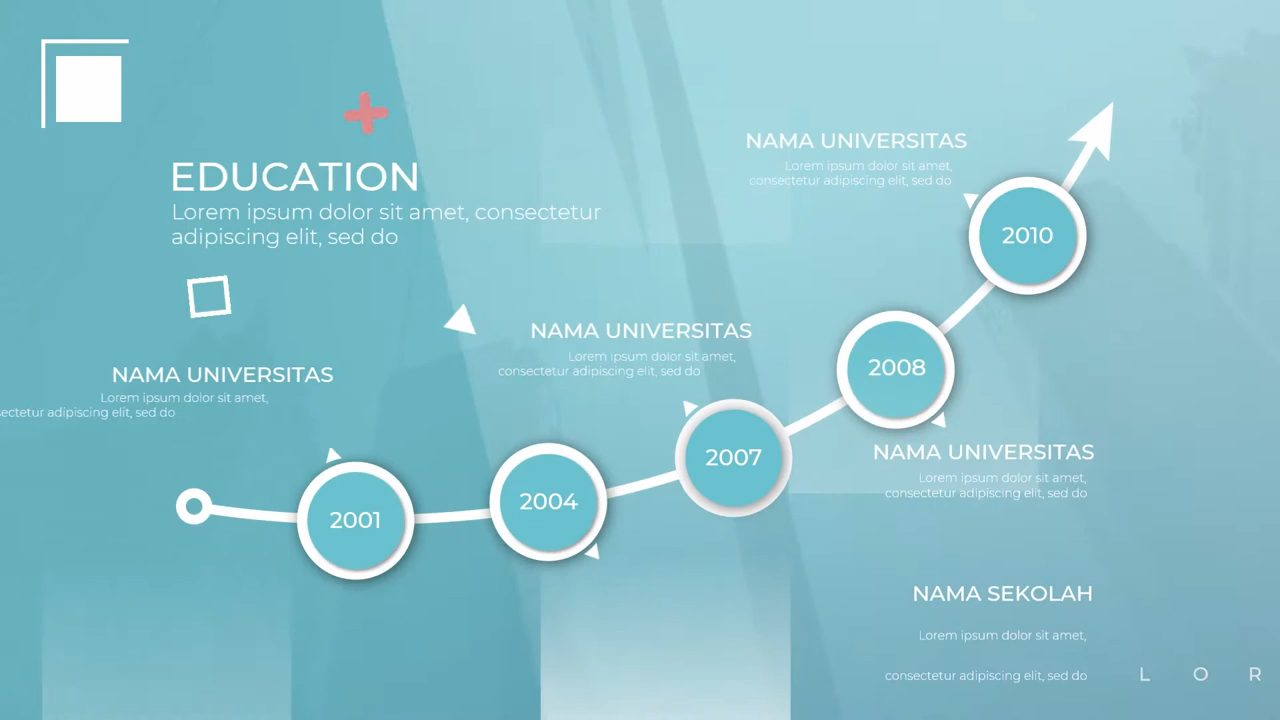 EDUCATION
Lorem ipsum dolor sit amet, consectetur
adipiscing elit, sed do
NAMA UNIVERSITAS
Lorem ipsum dolor sit amet,
adipiscing elit, sed do
2001
2004
NAMA UNIVERSITAS
Lorem ipsum dolor sit amet,
consectetur adipiscing elit, sed do
2007
NAMA UNIVERSITAS
Lorem ipsum dolor sit amet,
consectetur adipiscing elit, sed do
2010
2008
NAMA UNIVERSITAS
Lorem ipsum dolor sit amet,
consectetur adipiscing elit, sed do
NAMA SEKOLAH
Lorem ipsum dolor sit amet,
consectetur adipiscing elit, sed do
L O R